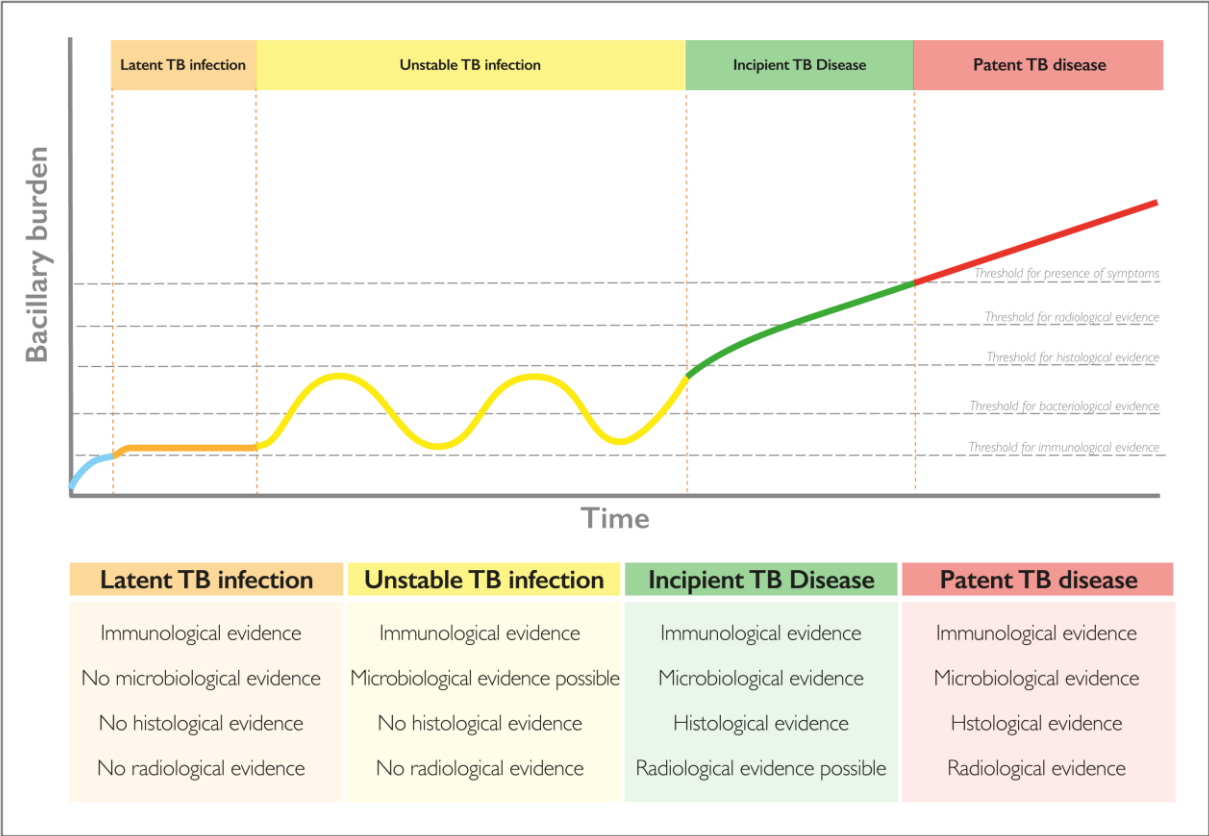 Latent TB infection
Unstable TB infection
Incipient TB Disease
Patent TB disease
Bacillary burden
Threshold for presence of symptoms
Threshold for radiological evidence
Threshold for histological evidence
Threshold for bacteriological evidence
Threshold for immunological evidence
Time
Latent TB infection
Immunological evidence
No microbiological evidence
No histological evidence
No radiological evidence
Unstable TB infection
Immunological evidence
Microbiological evidence possible
No histological evidence
No radiological evidence
Incipient TB Disease
Immunological evidence
Microbiological evidence
Histological evidence
Radiological evidence possible
Patent TB disease
Immunological evidence
Microbiological evidence
Hstological evidence
Radiological evidence